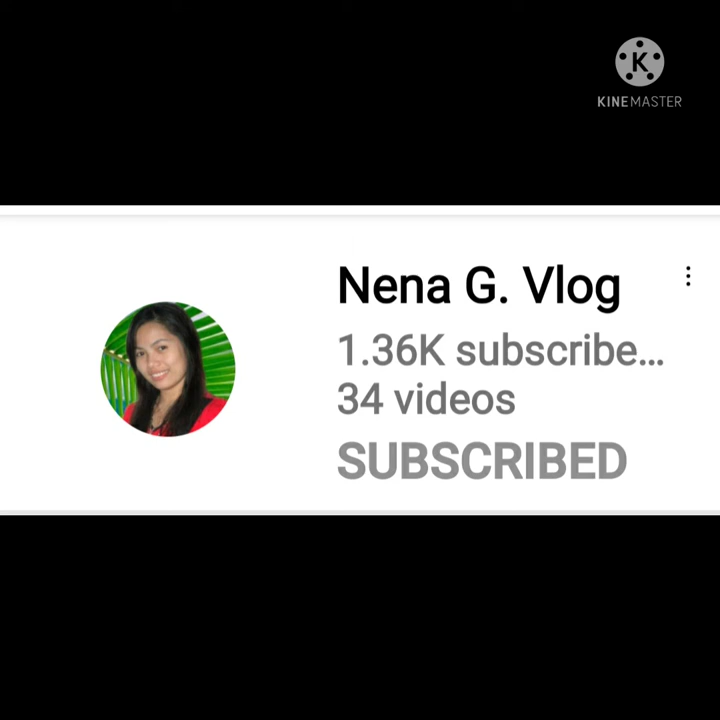 K
KINEMASTER
Nena G. Vlog
1.36K subscribe...
34 videos
SUBSCRIBED